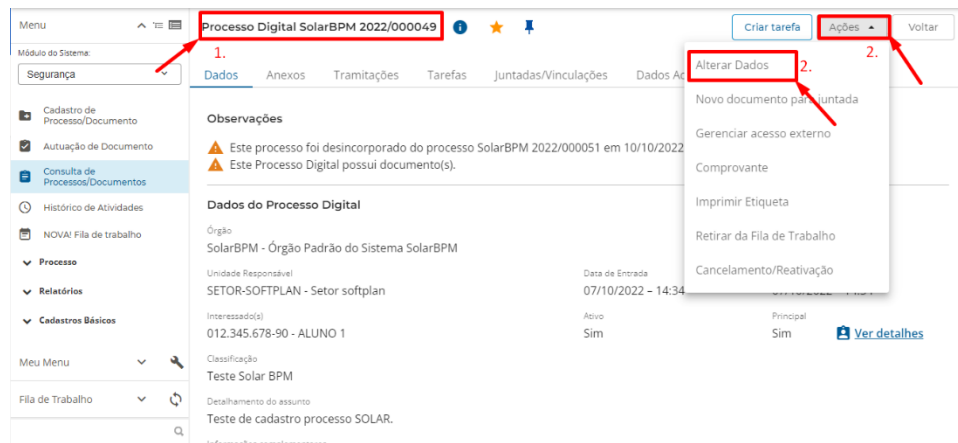 Menu
Módulo do Sistema:
Segurança
Cadastro de
Processo/Documento
Autuação de Documento
Consulta de
Processos/Documentos
Histórico de Atividades
NOVA! Fila de trabalho
Processo
Relatórios
Cadastros Básicos
Meu Menu
Fila de Trabalho
Processo Digital SolarBPM 2022/000049
Criar tarefa
Ações
Voltar
1.
2.
Dados Anexos Tramitações Tarefas Juntadas/Vinculações Dados Ad
Alterar Dados
2.
Novo documento para juntada
Gerenciar acesso externo
Comprovante
Imprimir Etiqueta
Retirar da Fila de Trabalho
Cancelamento/Reativação
Observações
Este processo foi desincorporado do processo SolarBPM 2022/000051 em 10/10/2022
Este Processo Digital possui documento(s).
Dados do Processo Digital
Órgão
SolarBPM - Órgão Padrão do Sistema SolarBPM
Unidade Responsável
Data de Entrada
SETOR-SOFTPLAN - Setor softplan
07/10/2022 – 14:34
Interessado(s)
Ativo
Principal
012.345.678-90 - ALUNO 1
Sim
Sim
Ver detalhes
Classificação
Teste Solar BPM
Detalhamento do assunto
Teste de cadastro processo SOLAR.